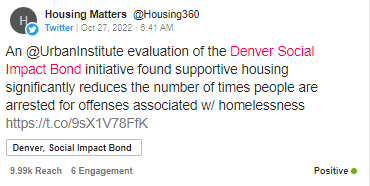 H
Housing Matters @Housing360
Twitter | Oct 27, 2022 · 6:41 AM
An @UrbanInstitute evaluation of the Denver Social
Impact Bond initiative found supportive housing
significantly reduces the number of times people are
arrested for offenses associated w/ homelessness
https://t.co/9sX1V78FfK
Denver, Social Impact Bond
9.99k Reach 6 Engagement Positive